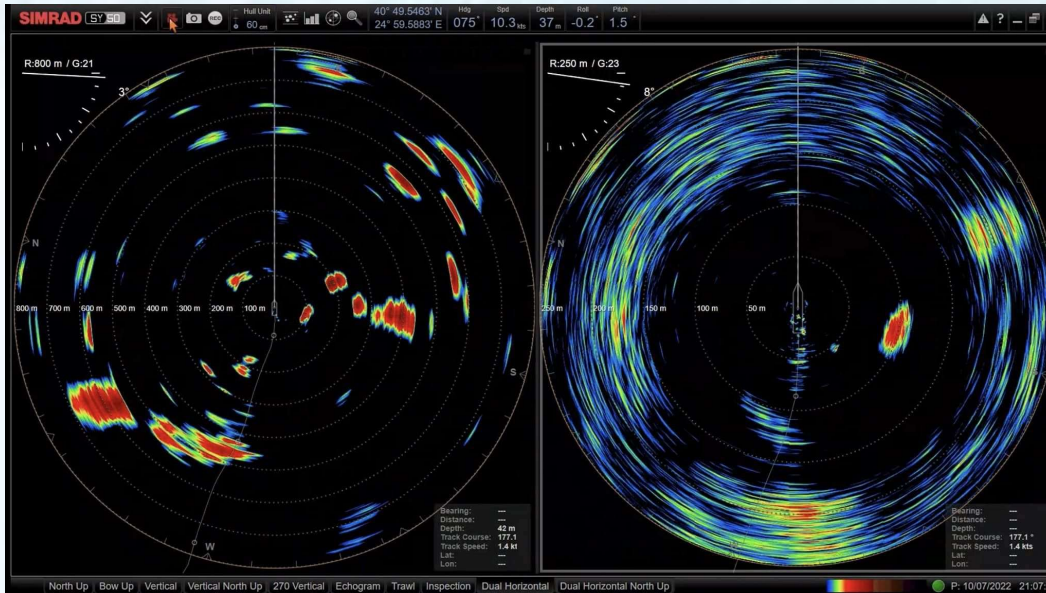 SIMRAD SY50
Hull Unit
60 cm
40° 49.5463' N
24° 59.5883' E
Hdg
075°
Spd
10.3 kts
Depth
37 m
Roll
-0.2°
Pitch
1.5°
?
R:800 m / G:21
3°
N
800 m 700 m 600 m 500 m 400 m 300 m 200 m 100 m
S
W
Bearing: ---
Distance: ---
Depth: 42 m
Track Course: 177.1
Track Speed: 1.4 kt
Lat: ---
Lon: ---
R:250 m / G:23
8°
N
250 m 200 m 150 m 100 m 50 m
S
W
Bearing: ---
Distance: ---
Depth: ---
Track Course: 177.1 °
Track Speed: 1.4 kts
Lat: ---
Lon: ---
North Up Bow Up Vertical Vertical North Up 270 Vertical Echogram Trawl Inspection Dual Horizontal Dual Horizontal North Up
P: 10/07/2022 21:07: